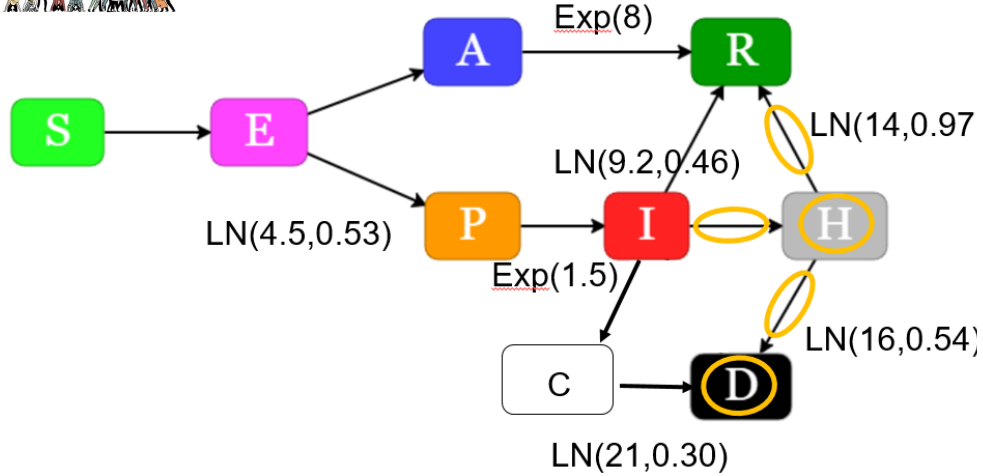 Exp(8)
A
R
S
E
LN(14,0.97
LN(9.2,0.46)
P
I
H
LN(4.5,0.53)
Exp(1.5)
LN(16,0.54)
C
D
LN(21,0.30)